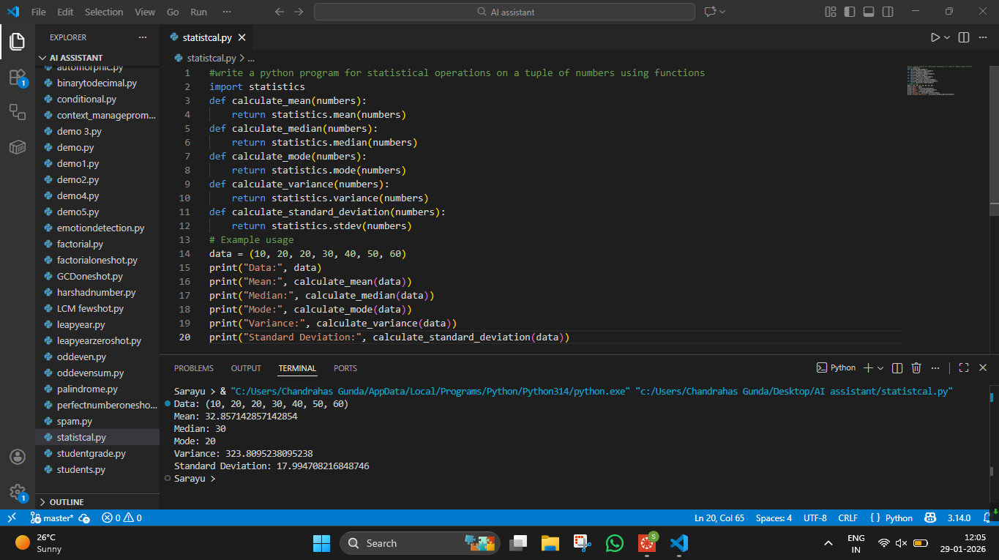 File Edit Selection View Go Run ···
AI assistant
EXPLORER ···
AI ASSISTANT
automorphic.py
binarytodecimal.py
conditional.py
context_manageprom...
demo 3.py
demo.py
demo1.py
demo2.py
demo4.py
demo5.py
emotiondetection.py
factorial.py
factorialoneshot.py
GCDoneshot.py
harshadnumber.py
LCM fewshot.py
leapyear.py
leapyearzeroshot.py
oddeven.py
oddevensum.py
palindrome.py
perfectnumberonesho...
spam.py
statistcal.py
studentgrade.py
students.py
OUTLINE
1
1
statistcal.py
statistcal.py > ...
1 #write a python program for statistical operations on a tuple of numbers using functions
2 import statistics
3 def calculate_mean(numbers):
4     return statistics.mean(numbers)
5 def calculate_median(numbers):
6     return statistics.median(numbers)
7 def calculate_mode(numbers):
8     return statistics.mode(numbers)
9 def calculate_variance(numbers):
10     return statistics.variance(numbers)
11 def calculate_standard_deviation(numbers):
12     return statistics.stdev(numbers)
13 # Example usage
14 data = (10, 20, 20, 30, 40, 50, 60)
15 print("Data:", data)
16 print("Mean:", calculate_mean(data))
17 print("Median:", calculate_median(data))
18 print("Mode:", calculate_mode(data))
19 print("Variance:", calculate_variance(data))
20 print("Standard Deviation:", calculate_standard_deviation(data))
PROBLEMS OUTPUT TERMINAL PORTS
Python
Sarayu > & "C:/Users/Chandrahas Gunda/AppData/Local/Programs/Python/Python314/python.exe" "c:/Users/Chandrahas Gunda/Desktop/AI assistant/statistcal.py"
Data: (10, 20, 20, 30, 40, 50, 60)
Mean: 32.857142857142854
Median: 30
Mode: 20
Variance: 323.8095238095238
Standard Deviation: 17.994708216848746
Sarayu >
master* 0 0
Ln 20, Col 65 Spaces: 4 UTF-8 CRLF { } Python 3.14.0
26°C
Sunny
Search
S
ENG
IN
12:05
29-01-2026